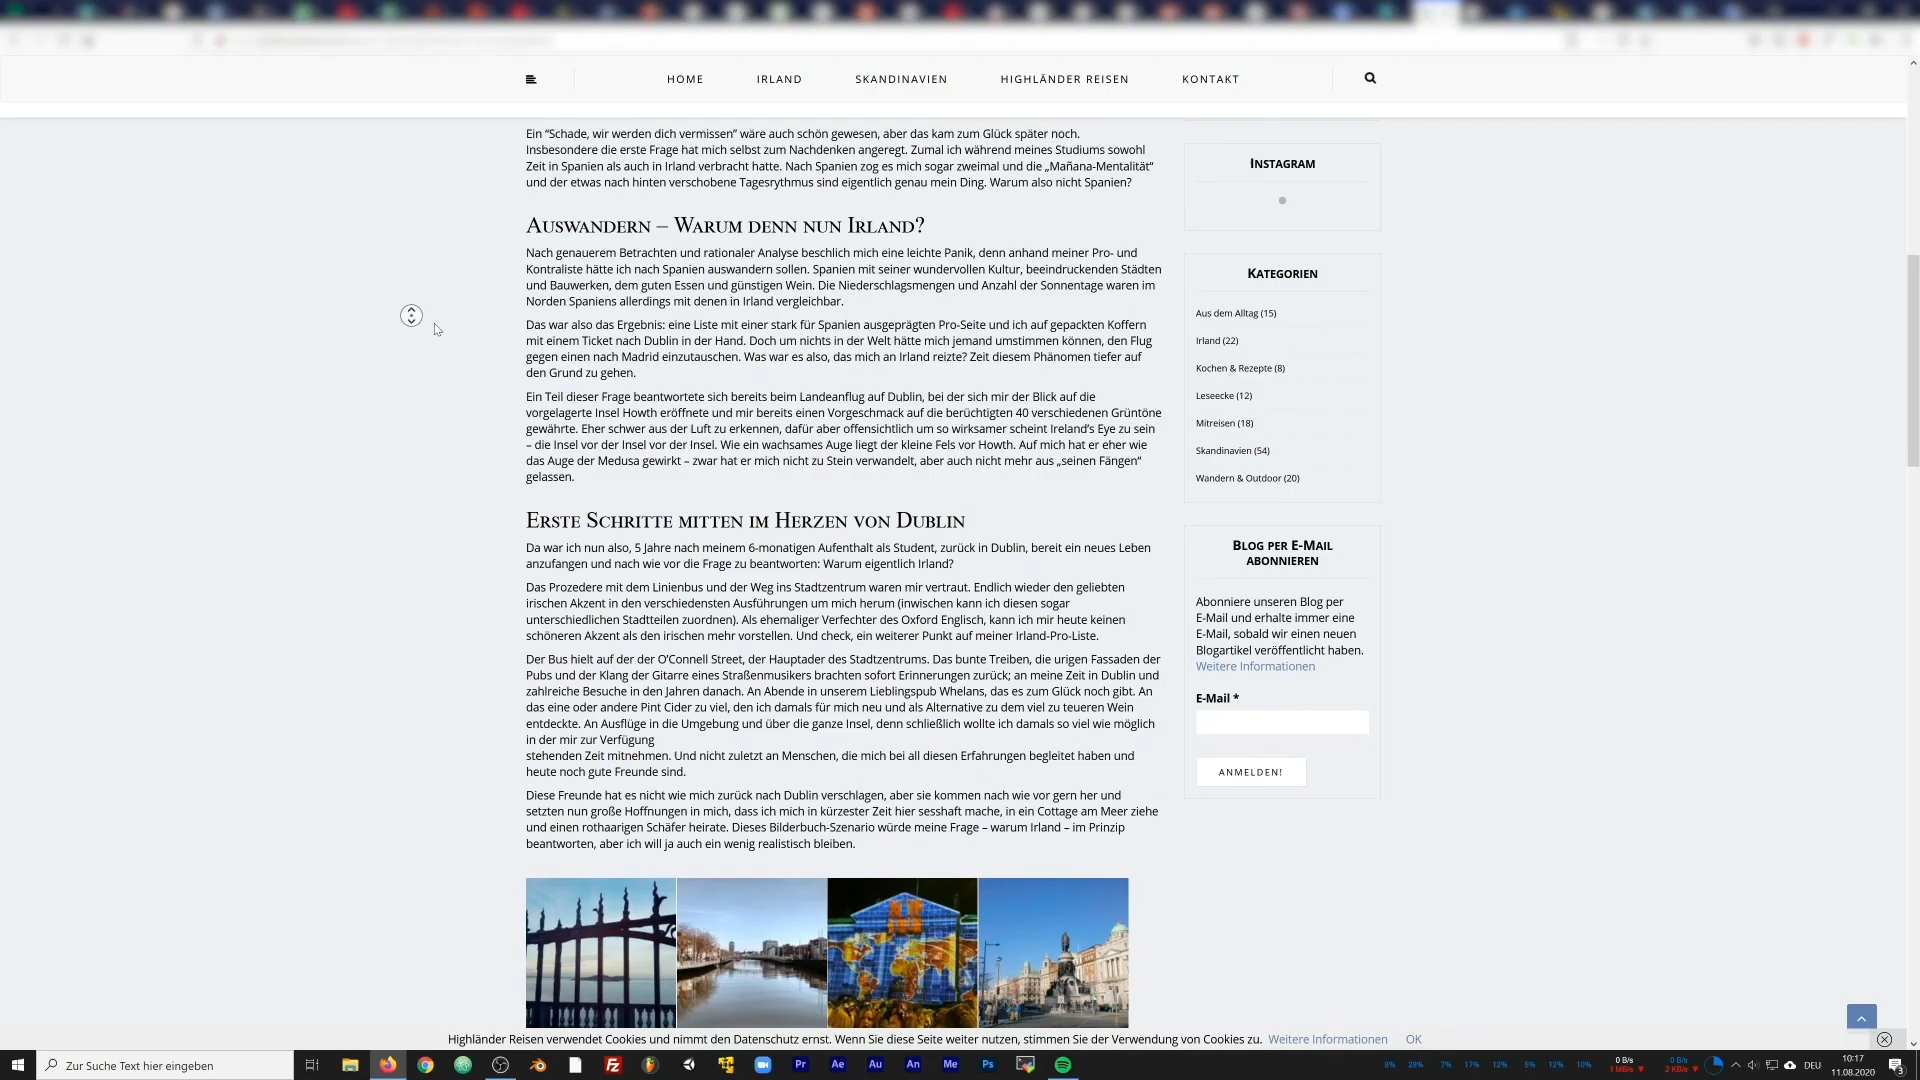 HOME IRLAND SKANDINAVIEN HIGHLÄNDER REISEN KONTAKT
Ein “Schade, wir werden dich vermissen” wäre auch schön gewesen, aber das kam zum Glück später noch.
Insbesondere die erste Frage hat mich selbst zum Nachdenken angeregt. Zumal ich während meines Studiums sowohl
Zeit in Spanien als auch in Irland verbracht hatte. Nach Spanien zog es mich sogar zweimal und die „Mañana-Mentalität“
und der etwas nach hinten verschobene Tagesrythmus sind eigentlich genau mein Ding. Warum also nicht Spanien?
Auswandern – Warum denn nun Irland?
Nach genauerem Betrachten und rationaler Analyse beschlich mich eine leichte Panik, denn anhand meiner Pro- und
Kontraliste hätte ich nach Spanien auswandern sollen. Spanien mit seiner wundervollen Kultur, beeindruckenden Städten
und Bauwerken, dem guten Essen und günstigen Wein. Die Niederschlagsmengen und Anzahl der Sonnentage waren im
Norden Spaniens allerdings mit denen in Irland vergleichbar.
Das war also das Ergebnis: eine Liste mit einer stark für Spanien ausgeprägten Pro-Seite und ich auf gepackten Koffern
mit einem Ticket nach Dublin in der Hand. Doch um nichts in der Welt hätte mich jemand umstimmen können, den Flug
gegen einen nach Madrid einzutauschen. Was war es also, das mich an Irland reizte? Zeit diesem Phänomen tiefer auf
den Grund zu gehen.
Ein Teil dieser Frage beantwortete sich bereits beim Landeanflug auf Dublin, bei der sich mir der Blick auf die
vorgelagerte Insel Howth eröffnete und mir bereits einen Vorgeschmack auf die berüchtigten 40 verschiedenen Grüntöne
gewährte. Eher schwer aus der Luft zu erkennen, dafür aber offensichtlich um so wirksamer scheint Ireland’s Eye zu sein
– die Insel vor der Insel vor der Insel. Wie ein wachsames Auge liegt der kleine Fels vor Howth. Auf mich hat er eher wie
das Auge der Medusa gewirkt – zwar hat er mich nicht zu Stein verwandelt, aber auch nicht mehr aus „seinen Fängen“
gelassen.
Erste Schritte mitten im Herzen von Dublin
Da war ich nun also, 5 Jahre nach meinem 6-monatigen Aufenthalt als Student, zurück in Dublin, bereit ein neues Leben
anzufangen und nach wie vor die Frage zu beantworten: Warum eigentlich Irland?
Das Prozedere mit dem Linienbus und der Weg ins Stadtzentrum waren mir vertraut. Endlich wieder den geliebten
irischen Akzent in den verschiedensten Ausführungen um mich herum (inwischen kann ich diesen sogar
unterschiedlichen Stadtteilen zuordnen). Als ehemaliger Verfechter des Oxford Englisch, kann ich mir heute keinen
schöneren Akzent als den irischen mehr vorstellen. Und check, ein weiterer Punkt auf meiner Irland-Pro-Liste.
Der Bus hielt auf der der O’Connell Street, der Hauptader des Stadtzentrums. Das bunte Treiben, die urigen Fassaden der
Pubs und der Klang der Gitarre eines Straßenmusikers brachten sofort Erinnerungen zurück; an meine Zeit in Dublin und
zahlreiche Besuche in den Jahren danach. An Abende in unserem Lieblingspub Whelans, das es zum Glück noch gibt. An
das eine oder andere Pint Cider zu viel, den ich damals für mich neu und als Alternative zu dem viel zu teueren Wein
entdeckte. An Ausflüge in die Umgebung und über die ganze Insel, denn schließlich wollte ich damals so viel wie möglich
in der mir zur Verfügung
stehenden Zeit mitnehmen. Und nicht zuletzt an Menschen, die mich bei all diesen Erfahrungen begleitet haben und
heute noch gute Freunde sind.
Diese Freunde hat es nicht wie mich zurück nach Dublin verschlagen, aber sie kommen nach wie vor gern her und
setzten nun große Hoffnungen in mich, dass ich mich in kürzester Zeit hier sesshaft mache, in ein Cottage am Meer ziehe
und einen rothaarigen Schäfer heirate. Dieses Bilderbuch-Szenario würde meine Frage – warum Irland – im Prinzip
beantworten, aber ich will ja auch ein wenig realistisch bleiben.
Instagram
Kategorien
Aus dem Alltag (15)
Irland (22)
Kochen & Rezepte (8)
Leseecke (12)
Mitreisen (18)
Skandinavien (54)
Wandern & Outdoor (20)
Blog per E-Mail
abonnieren
Abonniere unseren Blog per
E-Mail und erhalte immer eine
E-Mail, sobald wir einen neuen
Blogartikel veröffentlicht haben.
Weitere Informationen
E-Mail *
ANMELDEN!
Highländer Reisen verwendet Cookies und nimmt den Datenschutz ernst. Wenn Sie diese Seite weiter nutzen, stimmen Sie der Verwendung von Cookies zu. Weitere Informationen OK
Zur Suche Text hier eingeben
Pr Ae Au An Me Ps
8% 28% 7% 17% 12% 5% 12% 10%
0 B/s 0 B/s
1 MB/s 2 KB/s
DEU
10:17
11.08.2020
3